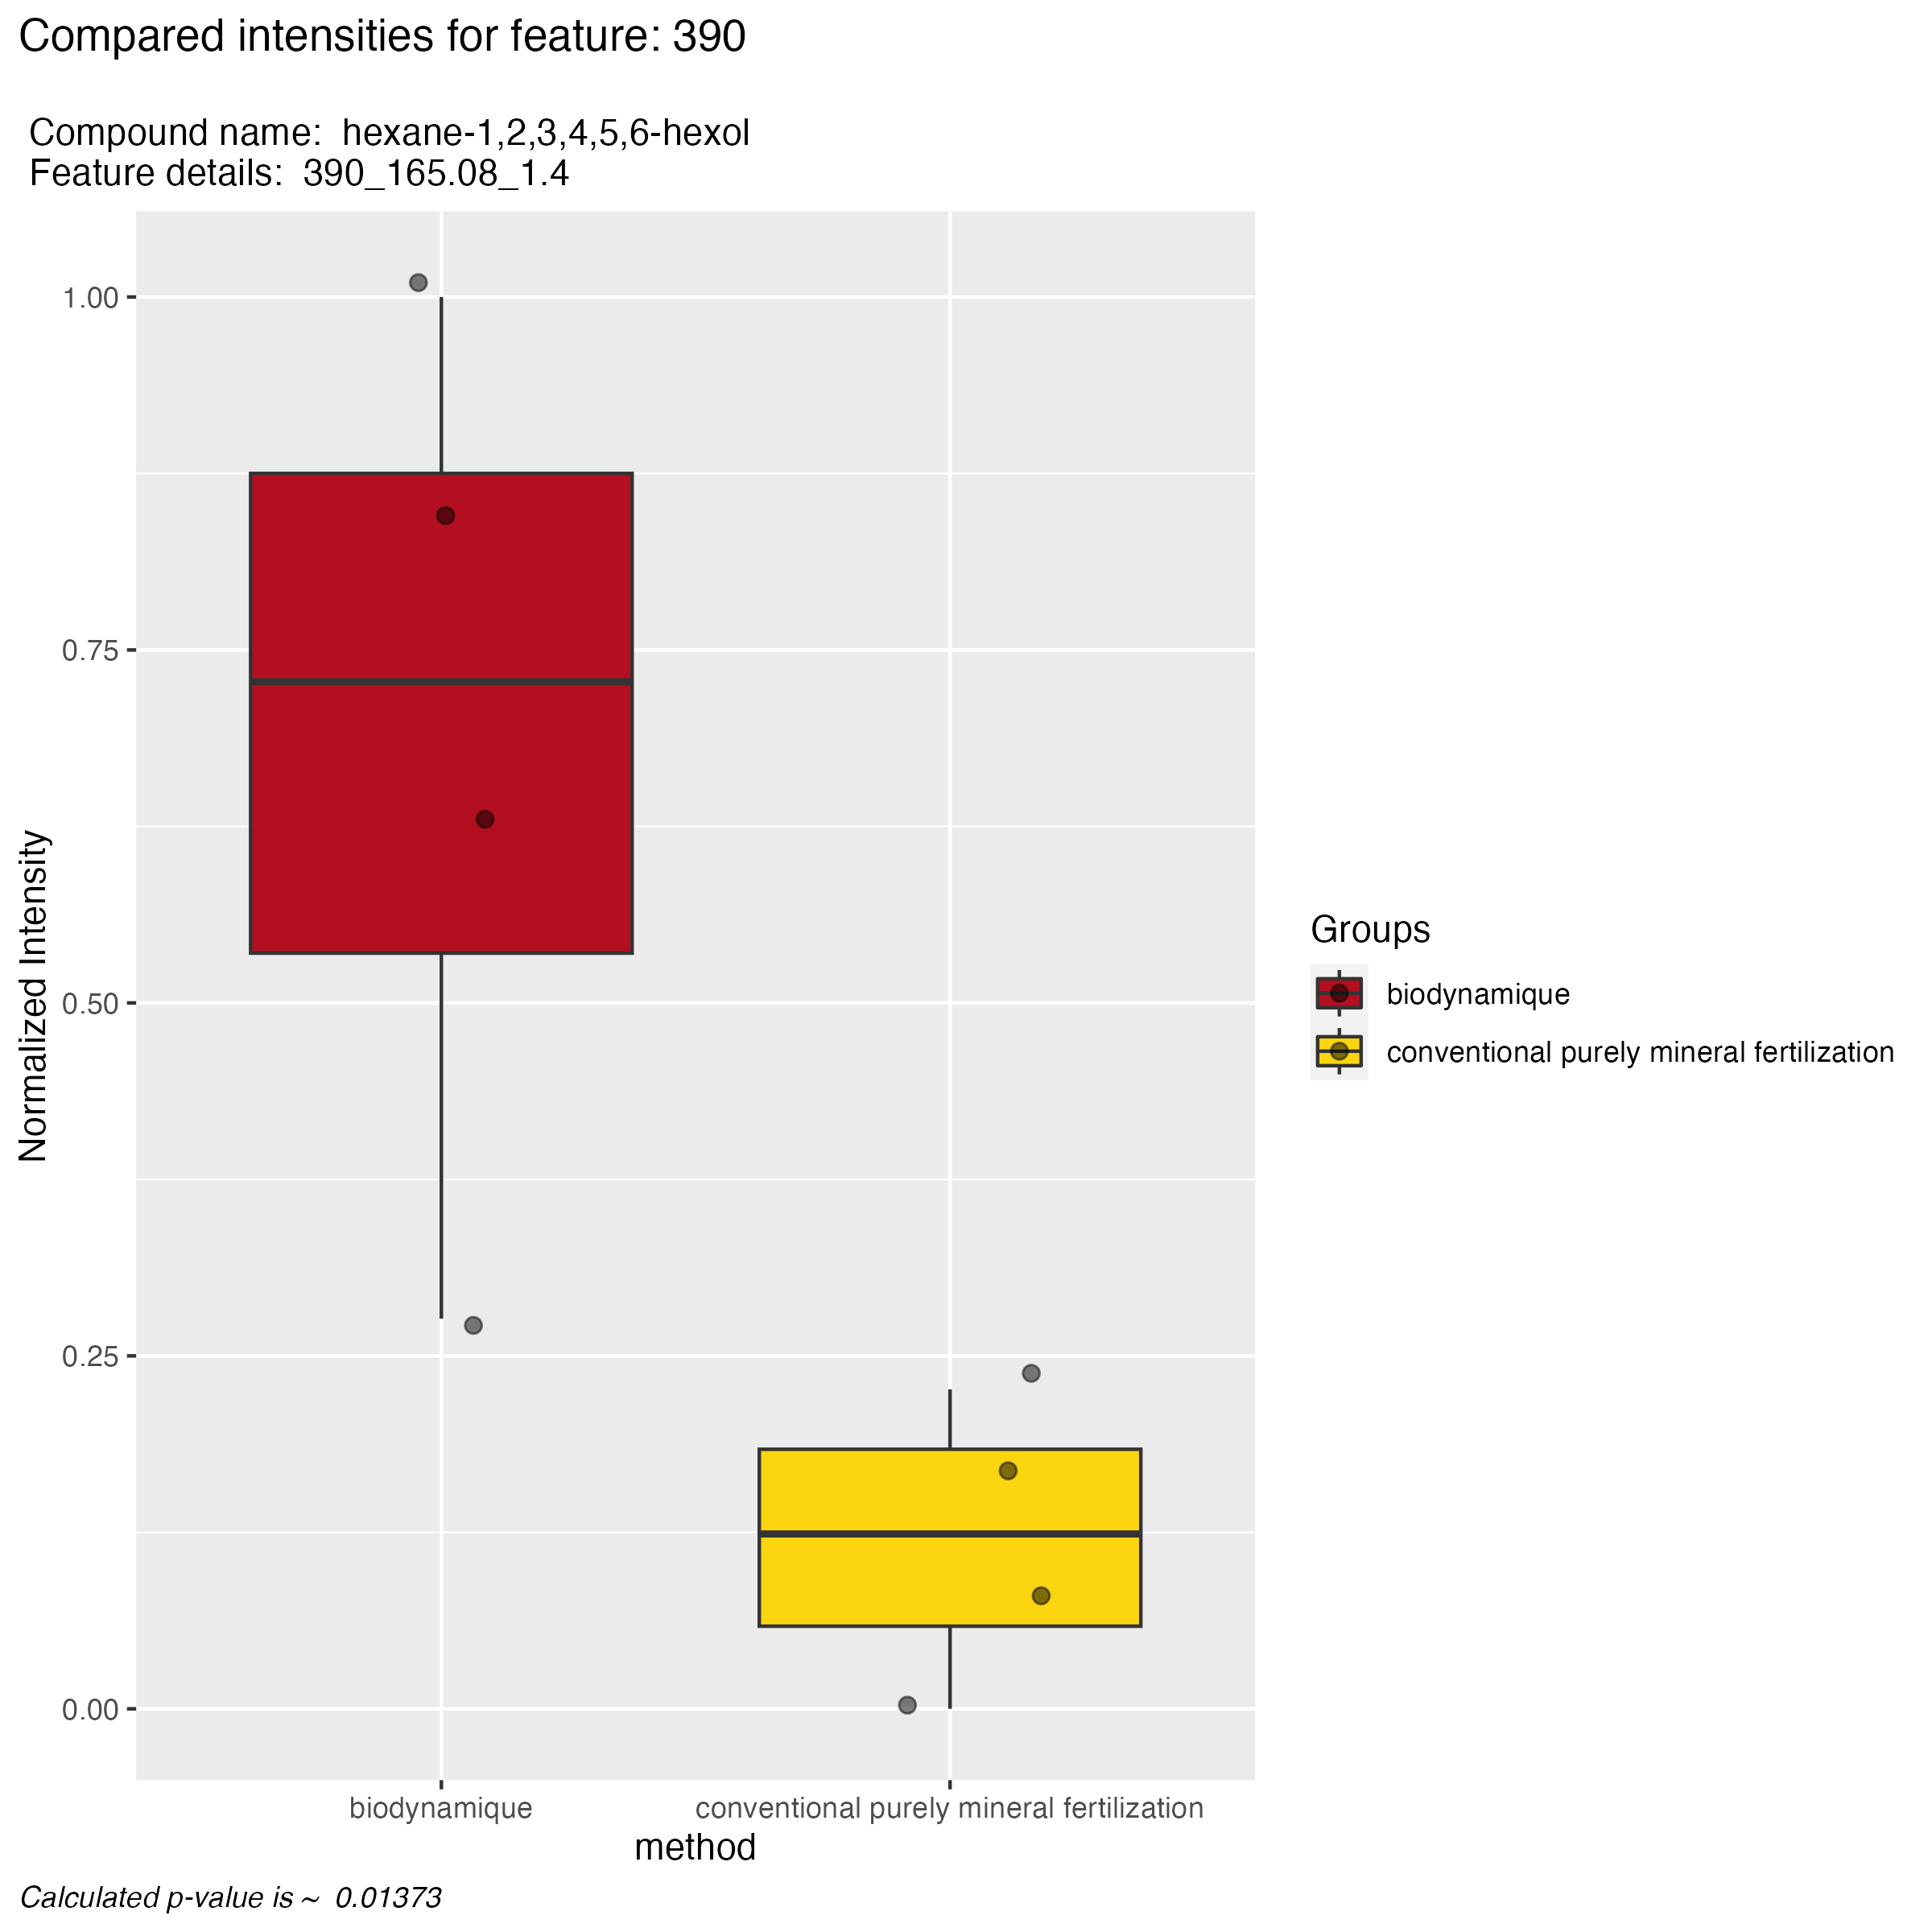 Compared intensities for feature: 390
Compound name:  hexane-1,2,3,4,5,6-hexol
Feature details:  390_165.08_1.4
Normalized Intensity
1.00
0.75
0.50
0.25
0.00
biodynamique
conventional purely mineral fertilization
method
Groups
biodynamique
conventional purely mineral fertilization
Calculated p-value is ~  0.01373